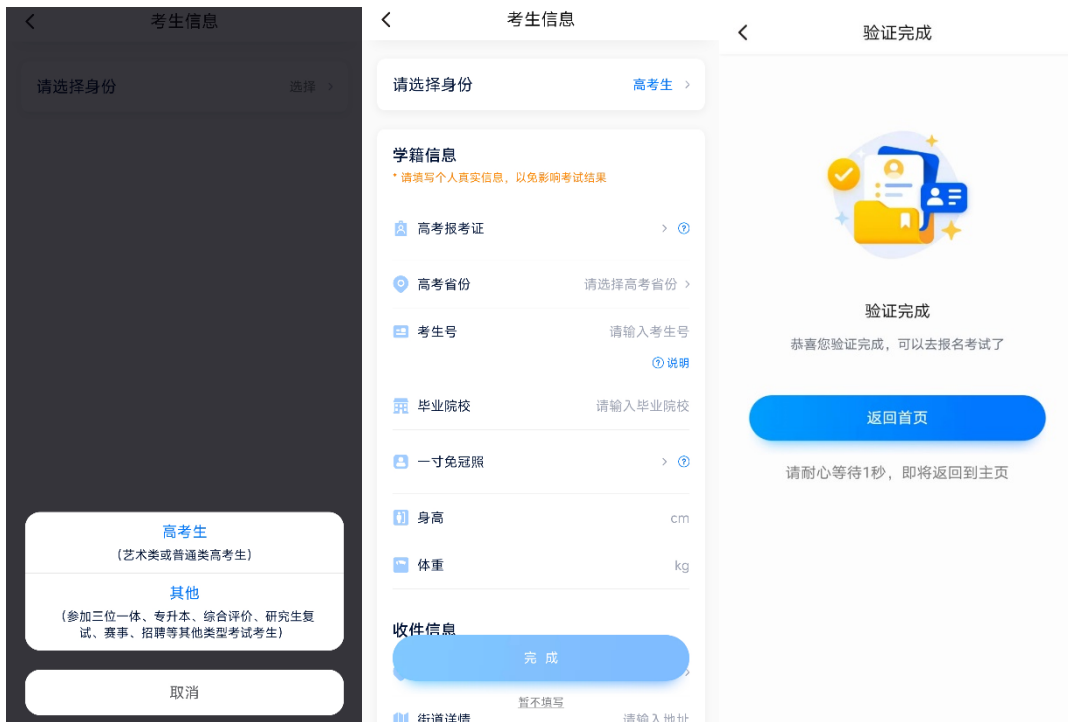 考生信息
请选择身份
选择
高考生
（艺术类或普通类高考生）
其他
（参加三位一体、专升本、综合评价、研究生复
试、赛事、招聘等其他类型考试考生）
取消
考生信息
请选择身份
高考生
学籍信息
* 请填写个人真实信息，以免影响考试结果
高考报考证
高考省份
请选择高考省份
考生号
请输入考生号
说明
毕业院校
请输入毕业院校
一寸免冠照
身高
cm
体重
kg
收件信息
完 成
暂不填写
街道详情
请输入地址
验证完成
验证完成
恭喜您验证完成，可以去报名考试了
返回首页
请耐心等待1秒，即将返回到主页